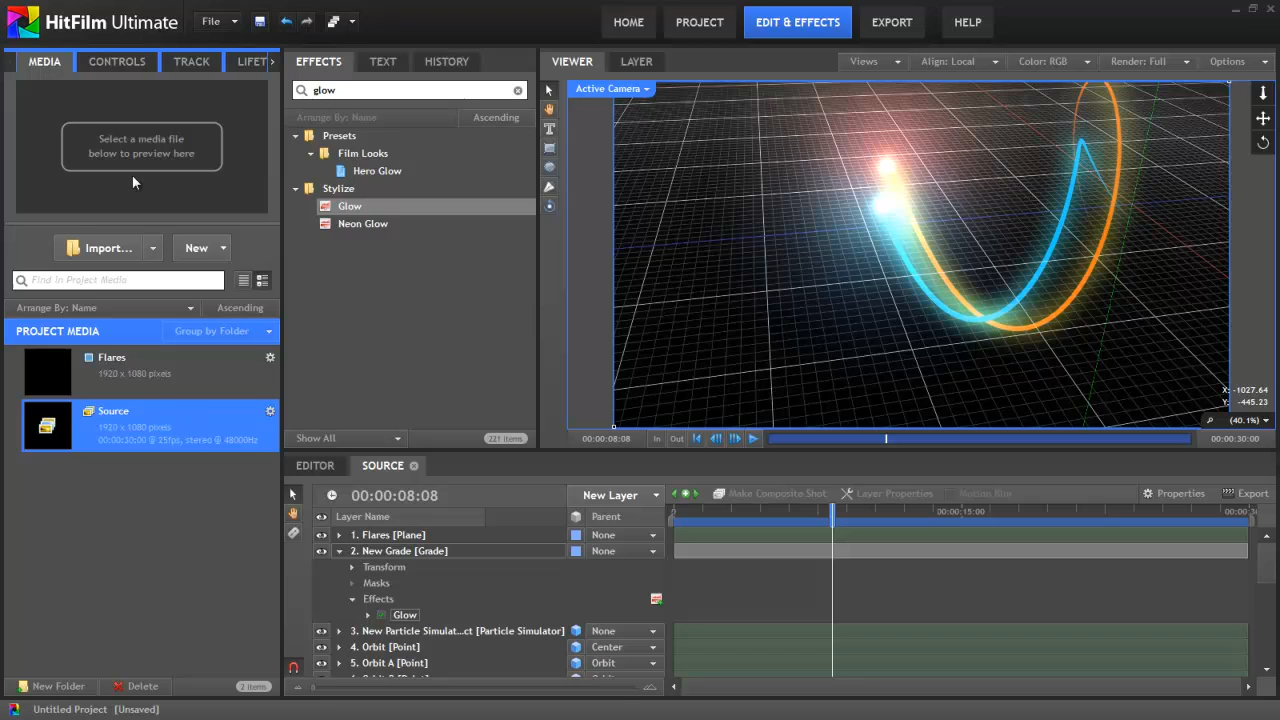 HitFilm Ultimate
File
HOME
PROJECT
EDIT & EFFECTS
EXPORT
HELP
MEDIA
CONTROLS
TRACK
LIFET
EFFECTS
TEXT
HISTORY
VIEWER
LAYER
Views
Align: Local
Color: RGB
Render: Full
Options
Select a media file
below to preview here
glow
Arrange By: Name
Ascending
Presets
Film Looks
Hero Glow
Stylize
Glow
Neon Glow
Active Camera
Import...
New
Find in Project Media
Arrange By: Name
Ascending
PROJECT MEDIA
Group by Folder
Flares
1920 x 1080 pixels
Source
1920 x 1080 pixels
00:00:30:00 @ 25fps, stereo @ 48000Hz
X: -1027.64
Y: -445.23
(40.1%)
Show All
221 Items
00:00:08:08
In
Out
00:00:30:00
EDITOR
SOURCE
00:00:08:08
New Layer
Make Composite Shot
Layer Properties
Motion Blur
Properties
Export
Layer Name
Parent
0
00:00:15:00
00:00:3
1. Flares [Plane]
None
2. New Grade [Grade]
None
Transform
Masks
Effects
Glow
3. New Particle Simulat...ct [Particle Simulator]
None
4. Orbit [Point]
Center
5. Orbit A [Point]
Orbit
New Folder
Delete
2 Items
Untitled Project [Unsaved]